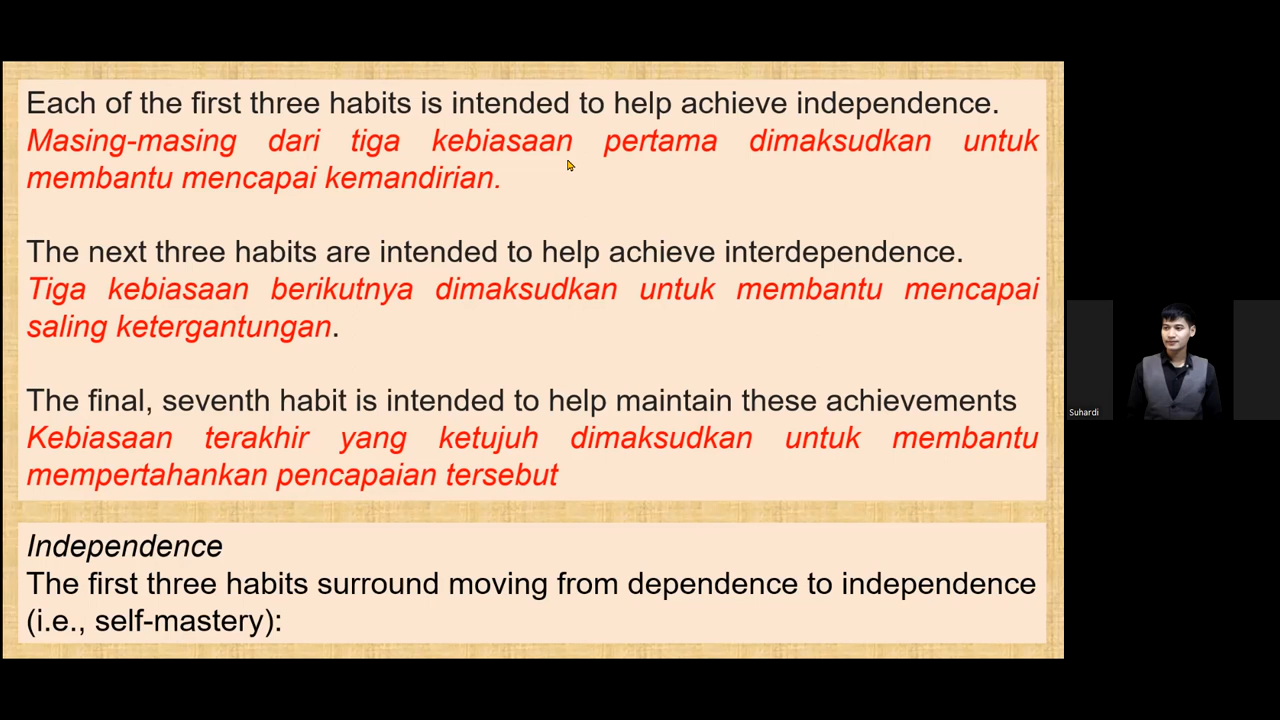 Each of the first three habits is intended to help achieve independence.
Masing-masing dari tiga kebiasaan pertama dimaksudkan untuk
membantu mencapai kemandirian.
The next three habits are intended to help achieve interdependence.
Tiga kebiasaan berikutnya dimaksudkan untuk membantu mencapai
saling ketergantungan.
The final, seventh habit is intended to help maintain these achievements
Kebiasaan terakhir yang ketujuh dimaksudkan untuk membantu
mempertahankan pencapaian tersebut
Independence
The first three habits surround moving from dependence to independence
(i.e., self-mastery):
Suhardi